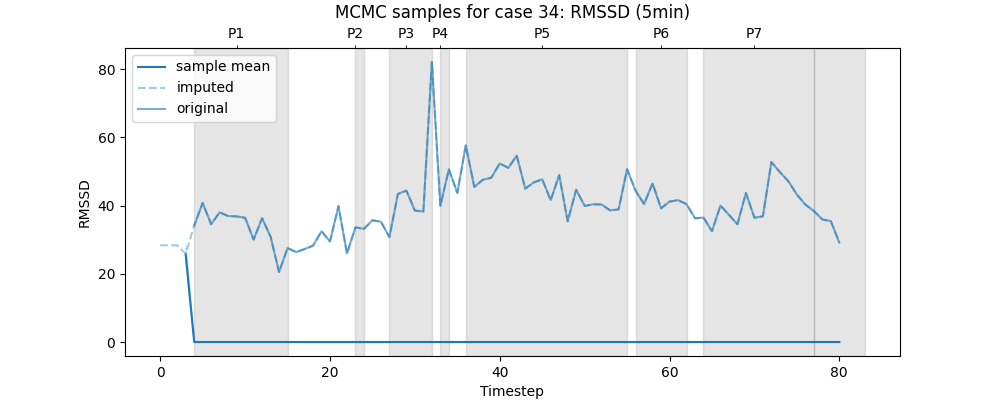 MCMC samples for case 34: RMSSD (5min)
P1 P2 P3 P4 P5 P6 P7
sample mean
imputed
original
80
60
40
20
0
RMSSD
0 20 40 60 80
Timestep